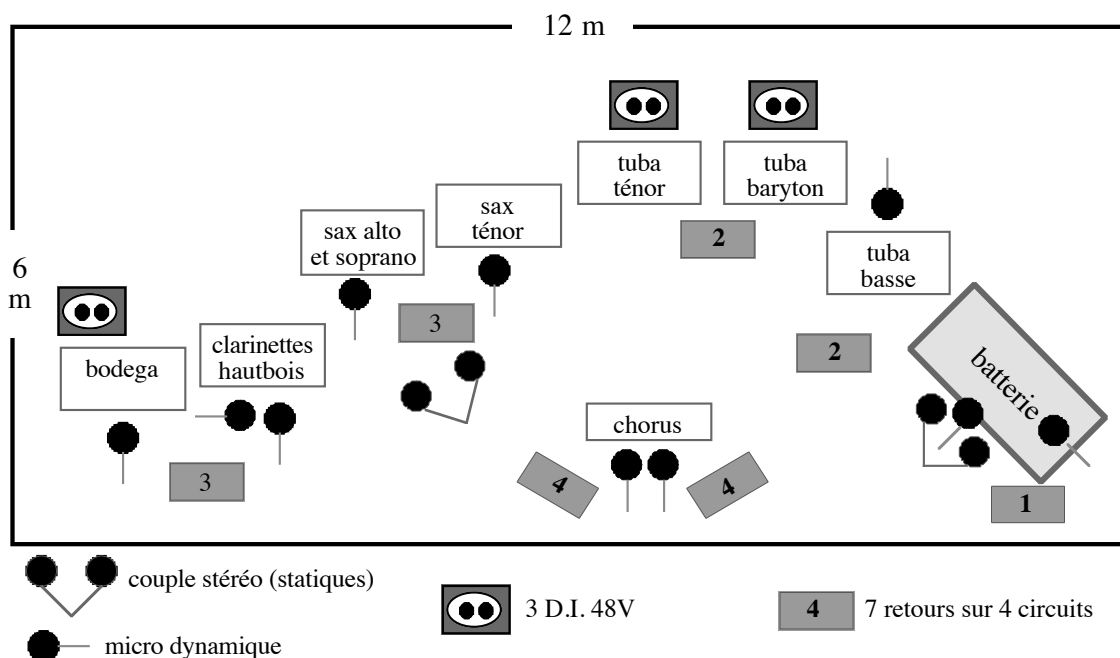 12 m
tuba
ténor
tuba
baryton
sax
ténor
sax alto
et soprano
2
tuba
basse
6
m
3
clarinettes
hautbois
bodega
2
batterie
chorus
3
4
4
1
couple stéréo (statiques)
3 D.I. 48V
4
7 retours sur 4 circuits
micro dynamique